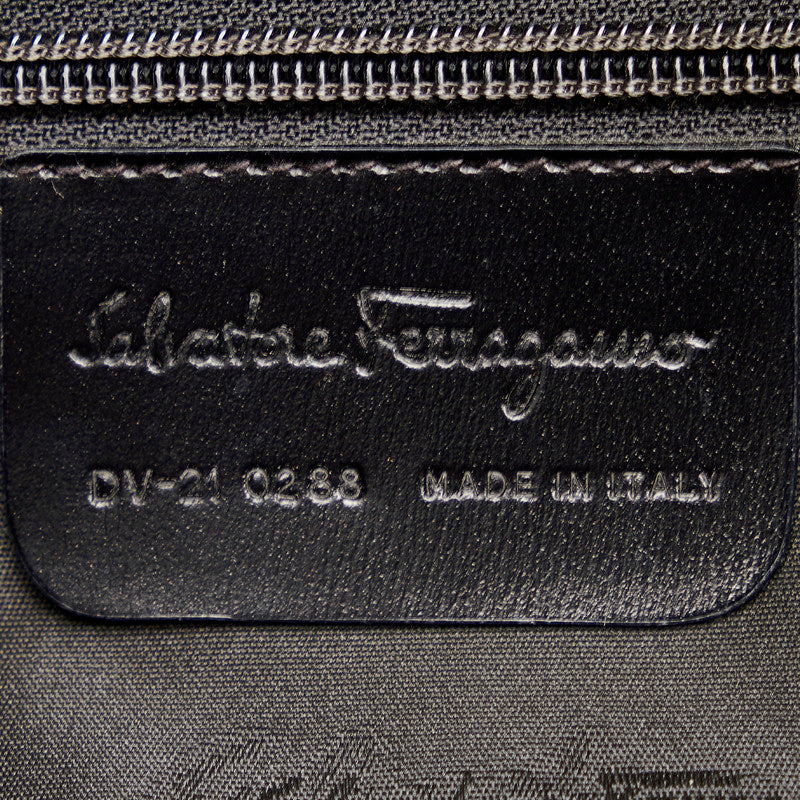 Salvatore Ferragamo
DV-21 0288 MADE IN ITALY